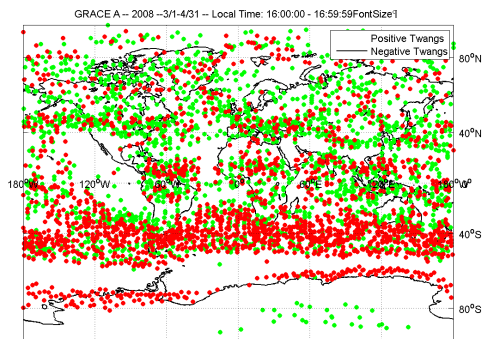 GRACE A -- 2008 --3/1-4/31 -- Local Time: 16:00:00 - 16:59:59FontSize
Positive Twangs
Negative Twangs
80°N
40°N
180°W 120°W 60°W 0° 60°E 120°E 180°W
40°S
80°S